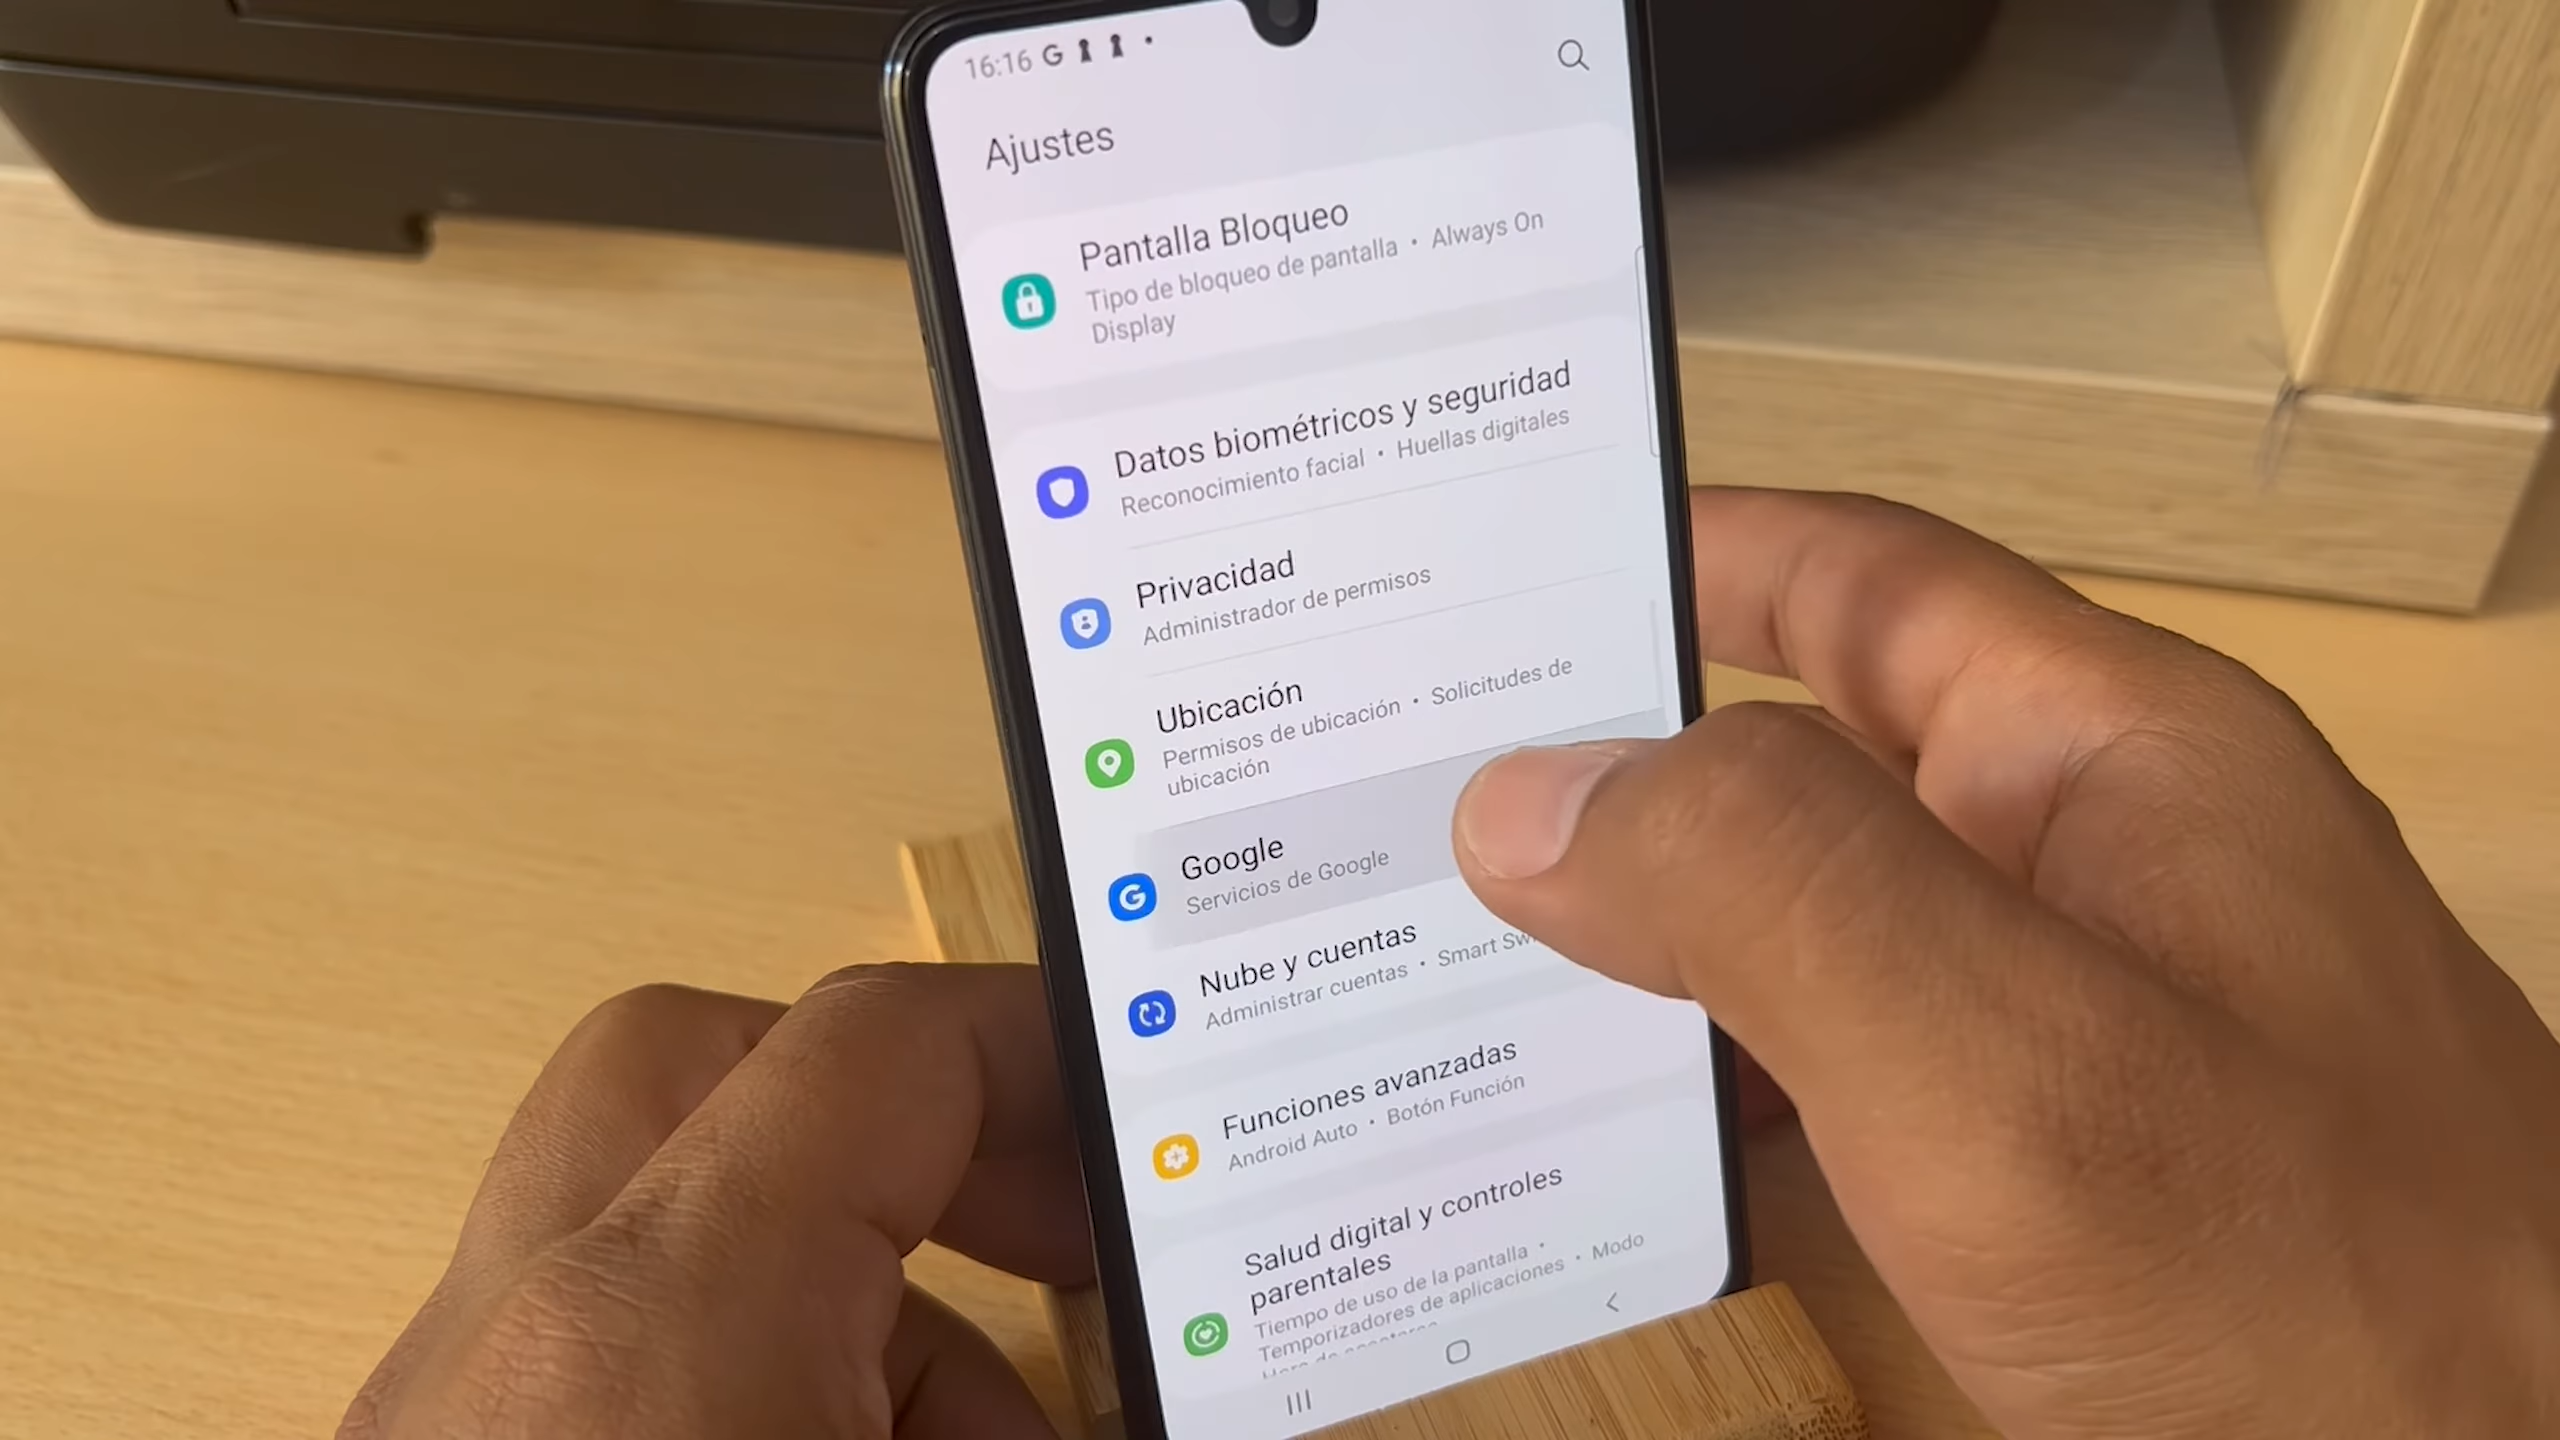 16:16
Ajustes
Pantalla Bloqueo
Tipo de bloqueo de pantalla • Always On
Display
Datos biométricos y seguridad
Reconocimiento facial • Huellas digitales
Privacidad
Administrador de permisos
Ubicación
Permisos de ubicación • Solicitudes de
ubicación
Google
Servicios de Google
Nube y cuentas
Administrar cuentas • Smart
Funciones avanzadas
Android Auto • Botón Función
Salud digital y controles
parentales
Tiempo de uso de la pantalla •
Temporizadores de aplicaciones • Modo